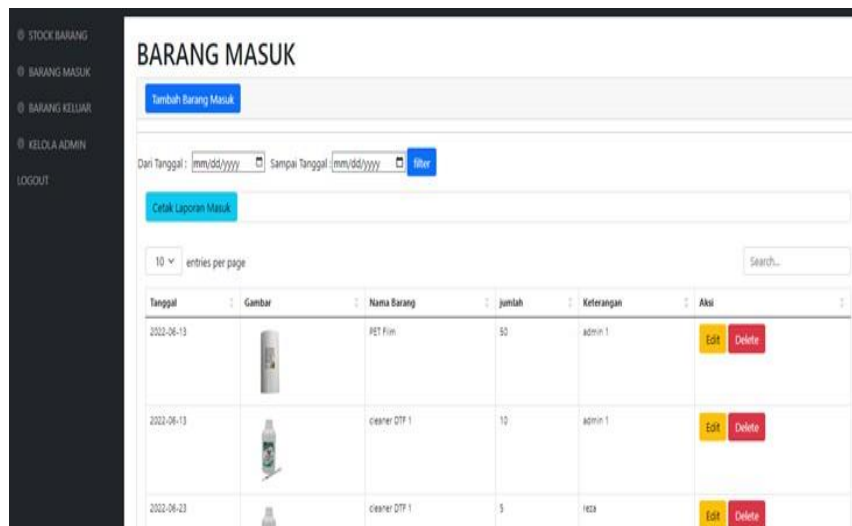 STOCK BARANG
BARANG MASUK
BARANG KELUAR
KELOLA ADMIN
LOGOUT
BARANG MASUK
Tambah Barang Masuk
Dari Tanggal : mm/dd/yyyy Sampai Tanggal : mm/dd/yyyy filter
Cetak Laporan Masuk
10 entries per page Search...
Tanggal Gambar Nama Barang jumlah Keterangan Aksi
2022-06-13 PET Film 50 admin 1 Edit Delete
2022-06-13 cleaner DTF 1 10 admin 1 Edit Delete
2022-06-23 cleaner DTF 1 5 reza Edit Delete